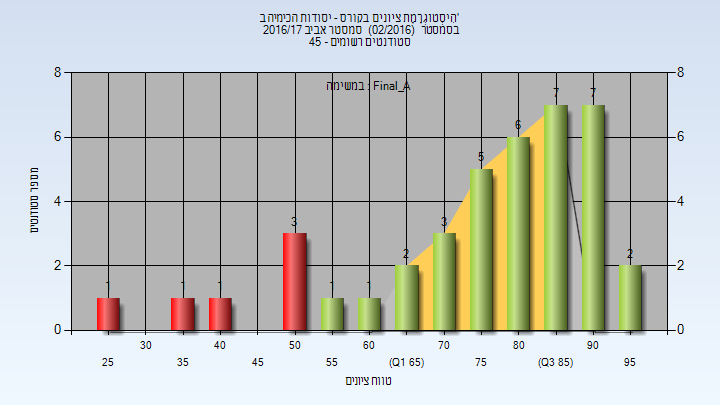 הִיסְטוֹגְרָמַת ציונים בקורס - יסודות הכימיה ב'
בסמסטר (02/2016) סמסטר אביב 2016/17
סטודנטים רשומים - 45
במשימה : Final_A
מספר סטודנטים
8 8
6 6
4 4
2 2
0 0
1 1 1 3 1 1 2 3 5 6 7 7 2
30 40 50 60 70 80 90
25 35 45 55 (Q1 65) 75 (Q3 85) 95
טווח ציונים